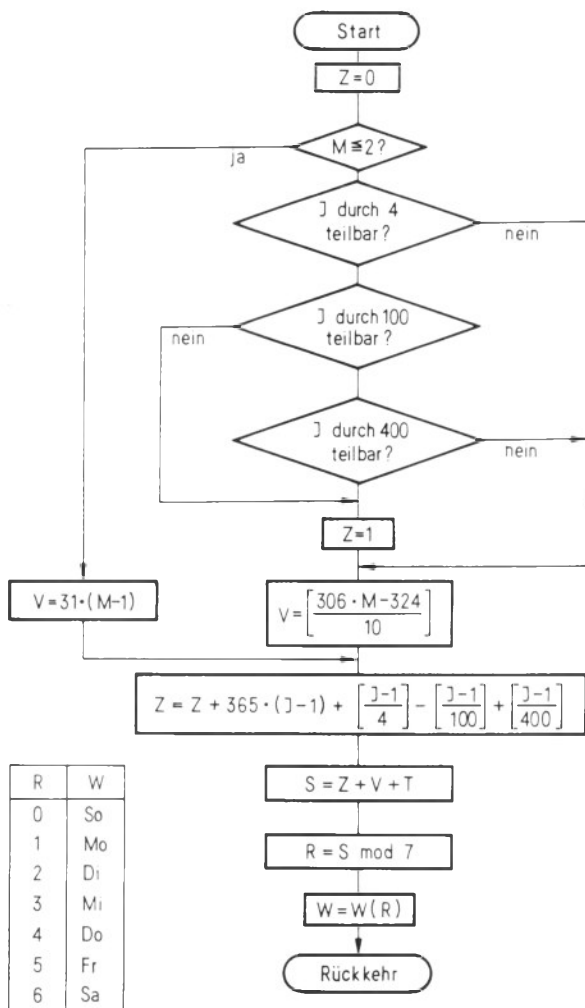 Start
Z=0
M≦2?
ja
J durch 4
teilbar?
nein
J durch 100
teilbar?
nein
J durch 400
teilbar?
nein
Z=1
V=31·(M-1)
V=[306·M-324/10]
Z = Z + 365·(J-1) + [J-1/4] - [J-1/100] + [J-1/400]
S = Z + V + T
R = S mod 7
W = W(R)
Rückkehr
R W
0 So
1 Mo
2 Di
3 Mi
4 Do
5 Fr
6 Sa